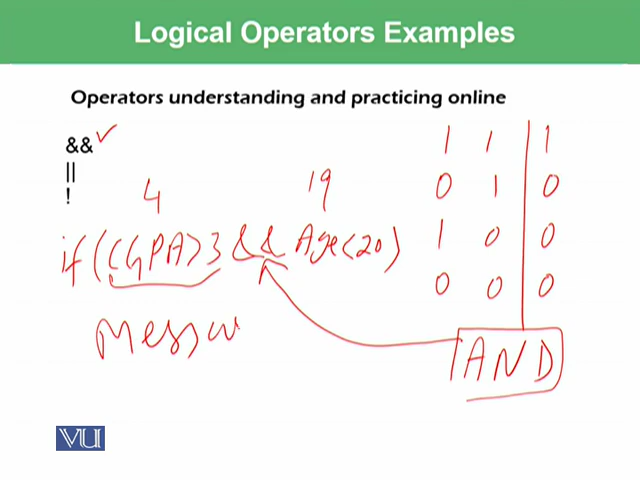 Logical Operators Examples
Operators understanding and practicing online
&&
||
!
4 19
if(CGPA>3 && Age<20)
1 1 1
0 1 0
1 0 0
0 0 0
AND
VU